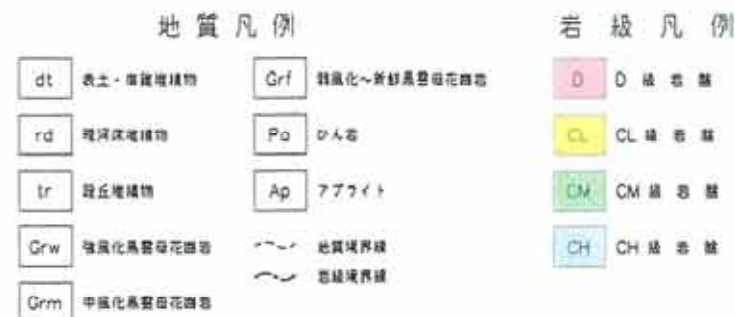 地質凡例
dt 表土・崖錐堆積物
rd 現河床堆積物
tr 段丘堆積物
Grw 強風化黒雲母花崗岩
Grm 中風化黒雲母花崗岩
Grf 弱風化～新鮮黒雲母花崗岩
Po ひん岩
Ap アプライト
地質境界線
岩級境界線
岩級凡例
D D級岩盤
CL CL級岩盤
CM CM級岩盤
CH CH級岩盤